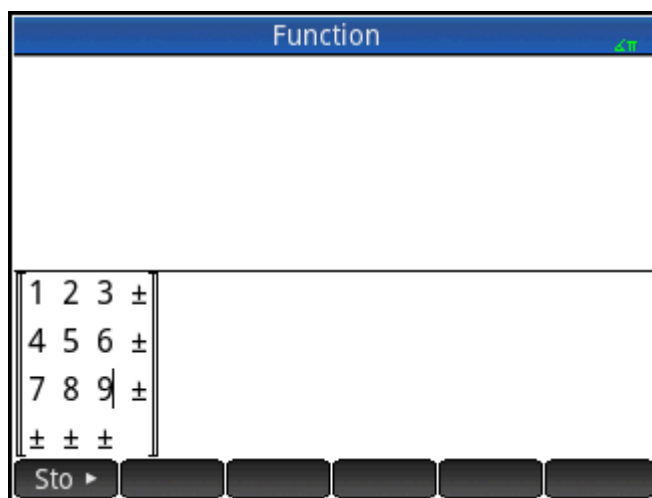 Function
∡π
1 2 3 ±
4 5 6 ±
7 8 9 ±
± ± ±
Sto ►